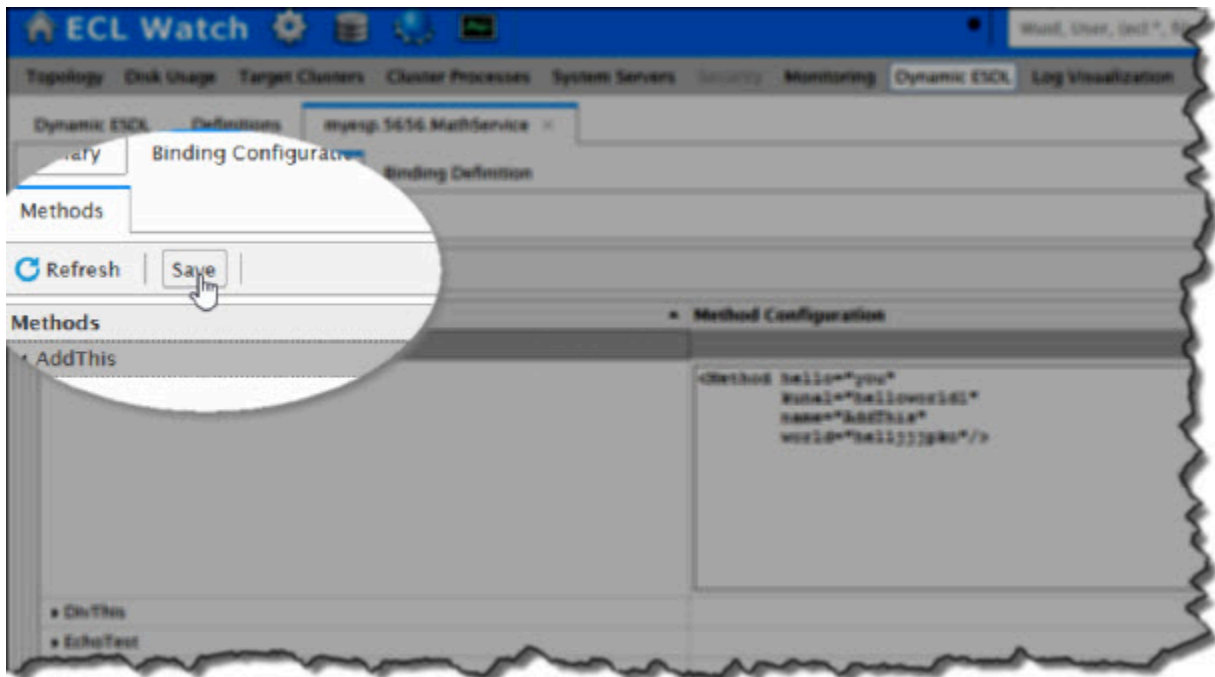 ECL Watch
Topology Disk Usage Target Clusters Cluster Processes System Servers Security Monitoring Dynamic ESDL Log Visualization
Dynamic ESDL Definitions myesp.5656.MathService
Binding Configuration Binding Definition
Methods
Refresh Save
Methods Method Configuration
AddThis
<Method hello="you"
name="AddThis"
DivThis
EchoTest